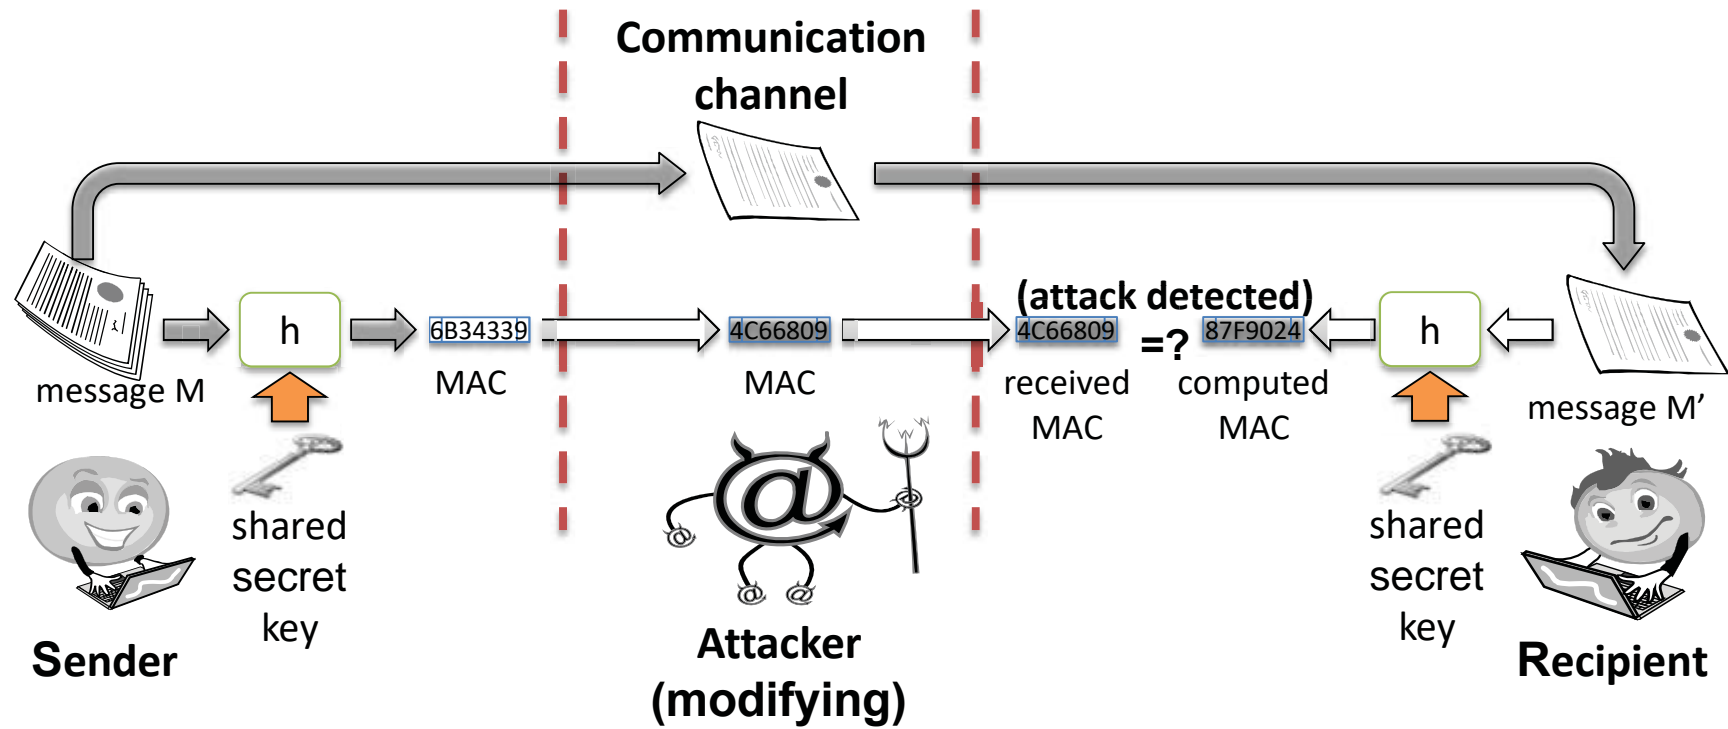 Communication
channel
(attack detected)
h
6B34339
4C66809
4C66809
=?
87F9024
h
message M
MAC
MAC
received
MAC
computed
MAC
message M’
shared
secret
key
shared
secret
key
@
@
@
@
@
Sender
Attacker
(modifying)
Recipient